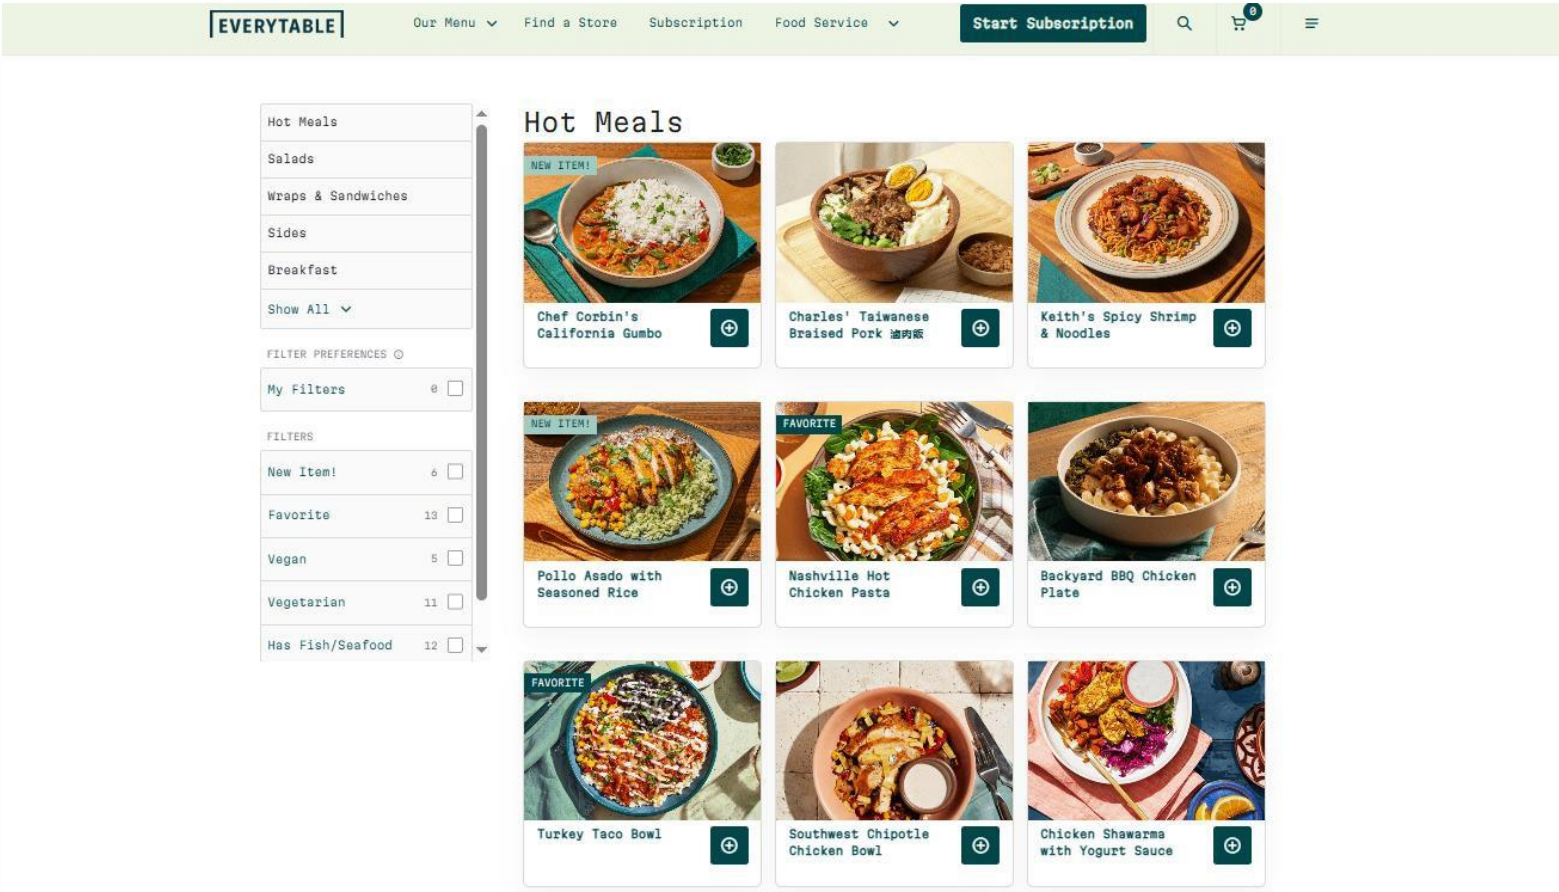 EVERYTABLE
Our Menu
Find a Store
Subscription
Food Service
Start Subscription
0
Hot Meals
Salads
Wraps & Sandwiches
Sides
Breakfast
Show All
FILTER PREFERENCES
My Filters 0
FILTERS
New Item! 6
Favorite 13
Vegan 5
Vegetarian 11
Has Fish/Seafood 12
Hot Meals
NEW ITEM!
Chef Corbin's
California Gumbo
Charles' Taiwanese
Braised Pork 滷肉飯
Keith's Spicy Shrimp
& Noodles
NEW ITEM!
Pollo Asado with
Seasoned Rice
FAVORITE
Nashville Hot
Chicken Pasta
Backyard BBQ Chicken
Plate
FAVORITE
Turkey Taco Bowl
Southwest Chipotle
Chicken Bowl
Chicken Shawarma
with Yogurt Sauce